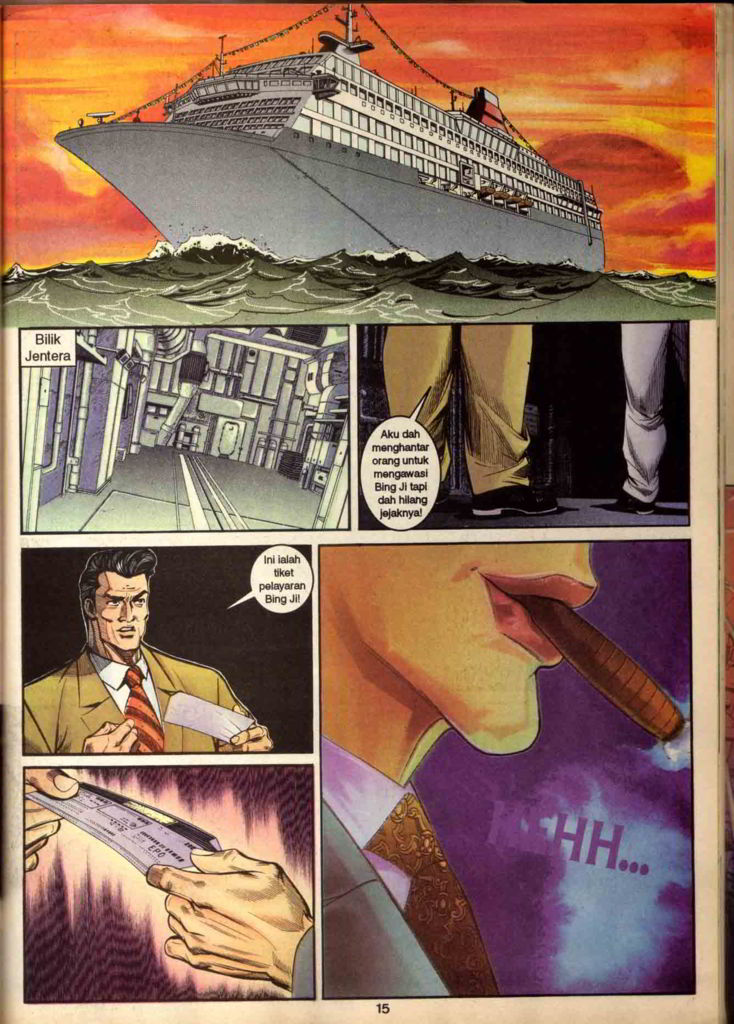 Bilik
Jentera
Aku dah
menghantar
orang untuk
mengawasi
Bing Ji tapi
dah hilang
jejaknya!
Ini ialah
tiket
pelayaran
Bing Ji!
HEHH...
15